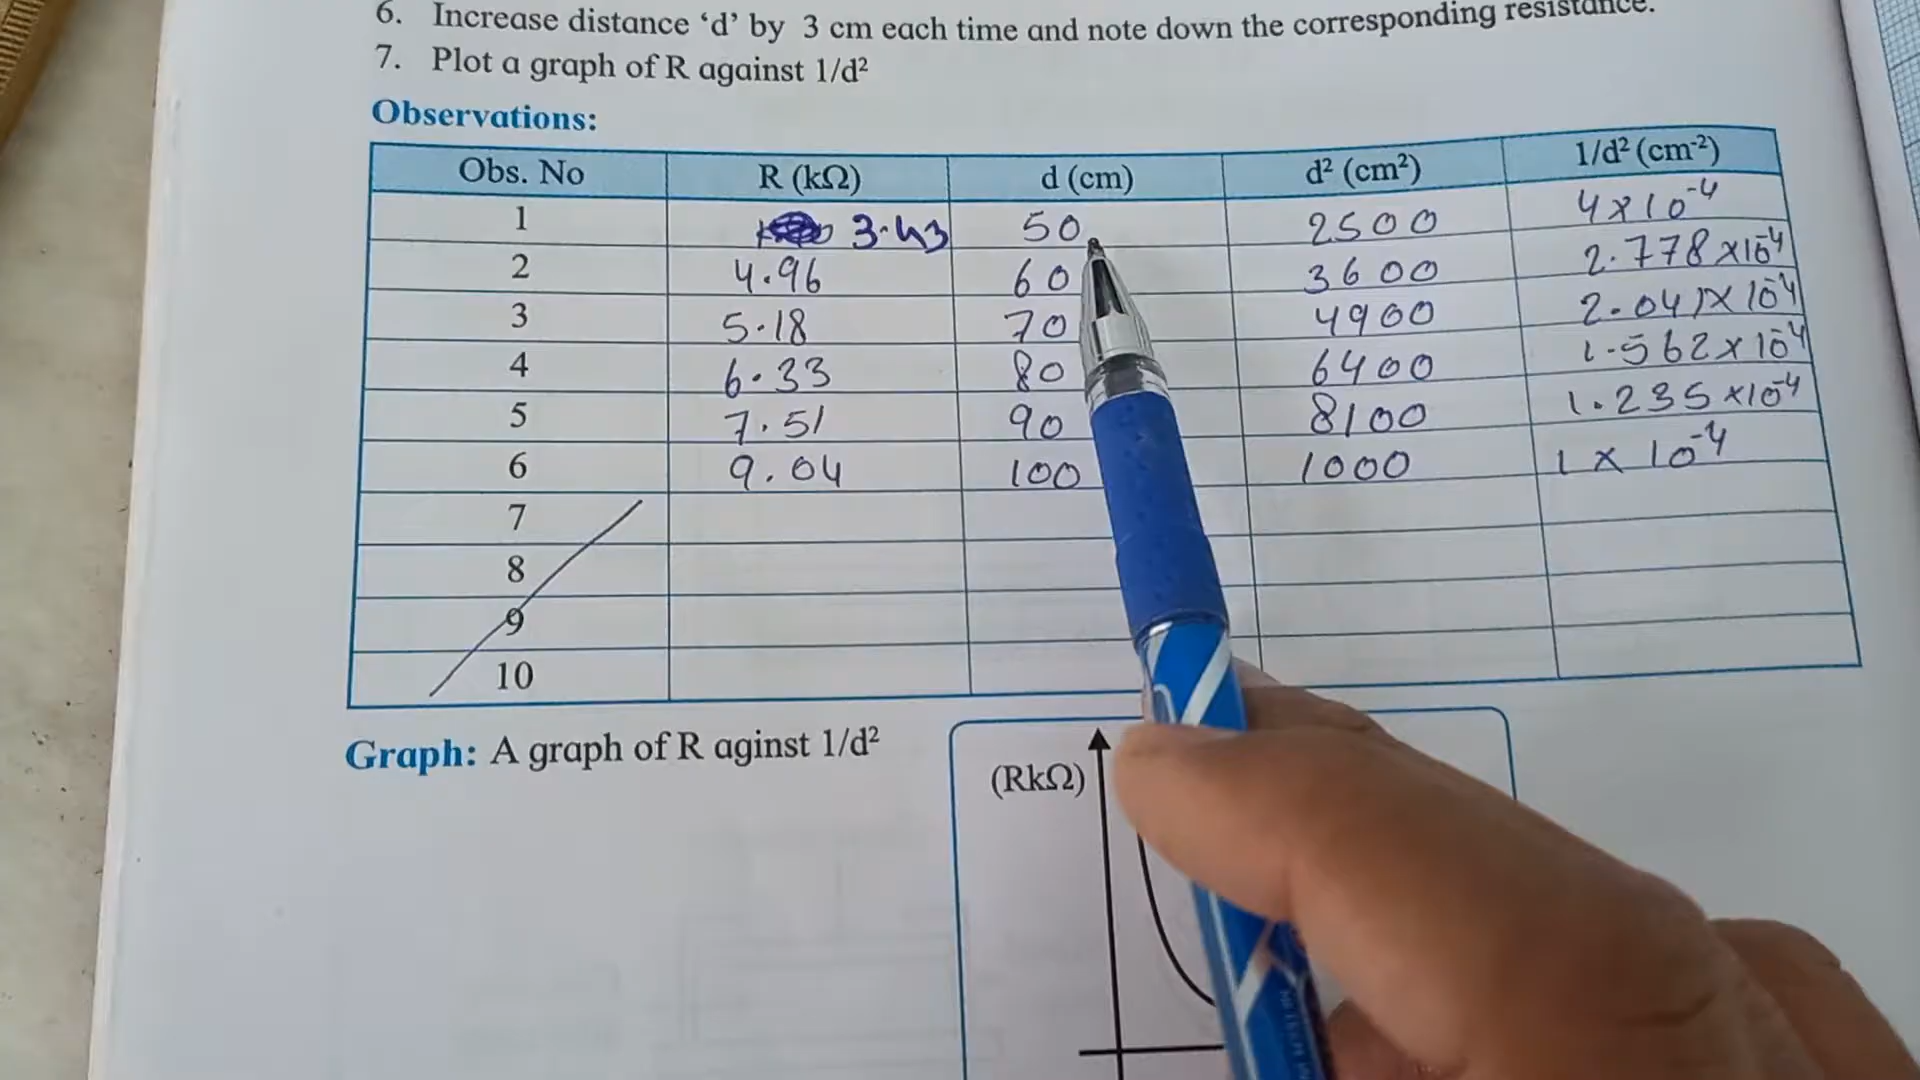 6. Increase distance ‘d’ by 3 cm each time and note down the corresponding resistance.
7. Plot a graph of R against 1/d²
Observations:
Obs. No R (kΩ) d (cm) d² (cm²) 1/d² (cm⁻²)
1 3.43 50 2500 4 x 10⁻⁴
2 4.96 60 3600 2.778 x 10⁻⁴
3 5.18 70 4900 2.041 x 10⁻⁴
4 6.33 80 6400 1.562 x 10⁻⁴
5 7.51 90 8100 1.235 x 10⁻⁴
6 9.04 100 1000 1 x 10⁻⁴
7
8
9
10
Graph: A graph of R aginst 1/d²
(RkΩ)